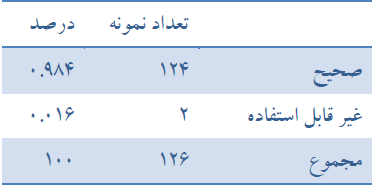 تعداد نمونه درصد
صحیح ۱۲۴ ۰.۹۸۴
غیر قابل استفاده ۲ ۰.۰۱۶
مجموع ۱۲۶ ۱۰۰